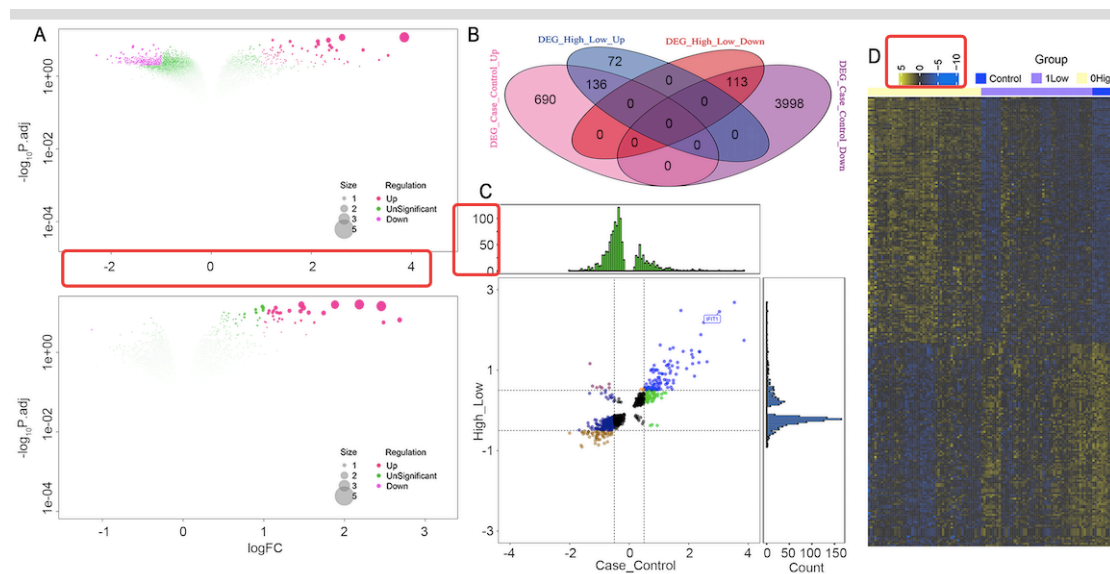 A
-log10P.adj
1e+00
1e-02
1e-04
Size
1
2
3
5
Regulation
Up
UnSignificant
Down
-2 0 2 4
-log10P.adj
1e+00
1e-02
1e-04
Size
1
2
3
5
Regulation
Up
UnSignificant
Down
-1 0 1 2 3
logFC
B
DEG_High_Low_Up
DEG_High_Low_Down
DEG_Case_Control_Up
DEG_Case_Control_Down
72
0
136
113
690
0
0
3998
0
0
0
0
0
C
100
50
0
3
1
-1
-3
High_Low
IFIT1
-4 -2 0 2 4
Case_Control
0 50 100 150
Count
D
5 0 -5 -10
Group
Control 1Low 0High